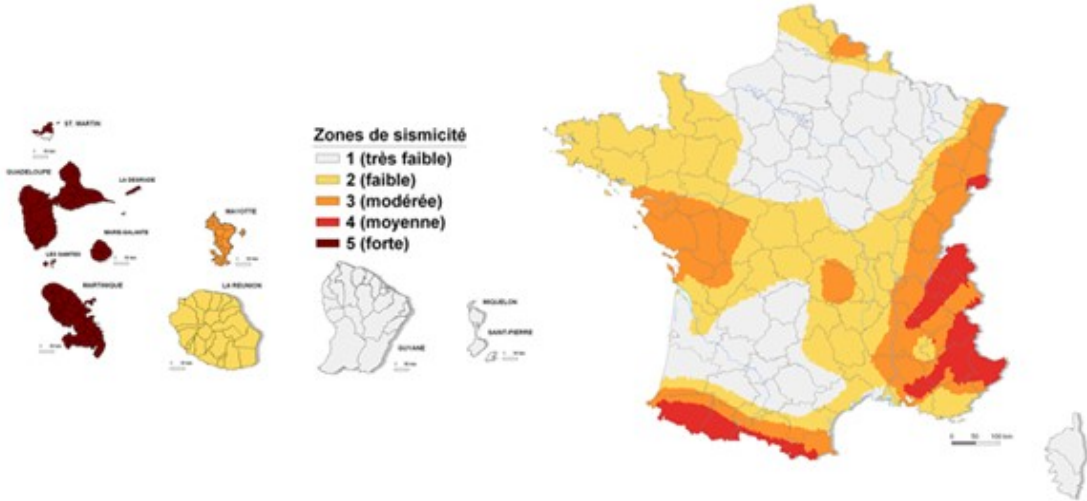 ST. MARTIN
GUADELOUPE
LA DESIRADE
MARIE-GALANTE
LES SAINTES
MARTINIQUE
MAYOTTE
LA RÉUNION
Zones de sismicité
1 (très faible)
2 (faible)
3 (modérée)
4 (moyenne)
5 (forte)
GUYANE
MIQUELON
SAINT-PIERRE
0 50 100 km